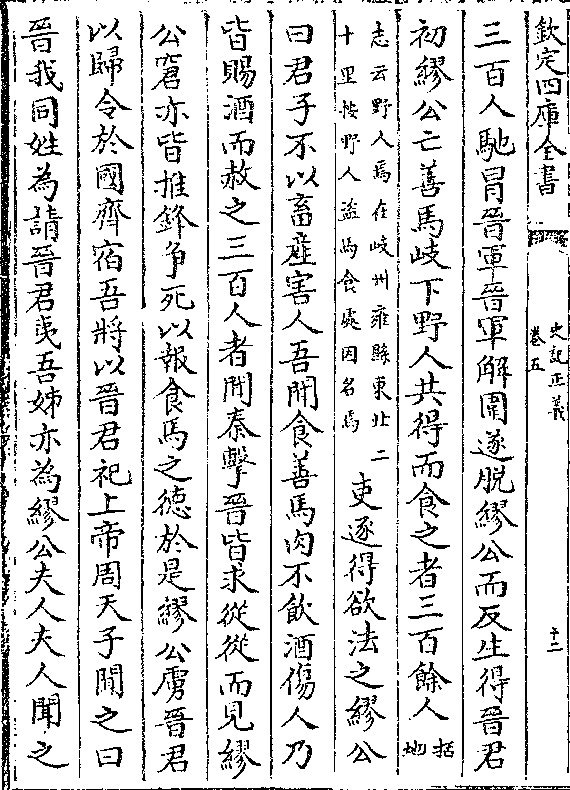 欽定四庫全書
史記正義
卷五
十二
三百人馳冒晉軍晉軍解圍遂脫繆公而反生得晉君
初繆公亡善馬岐下野人共得而食之者三百餘人括地
志云野人焉在岐州雍縣東北二
十里按野人盜馬食處因名焉
吏逐得欲法之繆公
曰君子不以畜産害人吾聞食善馬肉不飲酒傷人乃
皆賜酒而赦之三百人者聞秦擊晉皆求從從而見繆
公窘亦皆推鋒争死以報食馬之徳於是繆公虜晉君
以歸令於國齊宿吾將以晉君祀上帝周天子聞之曰
晉我同姓為請晉君夷吾姊亦為繆公夫人夫人聞之